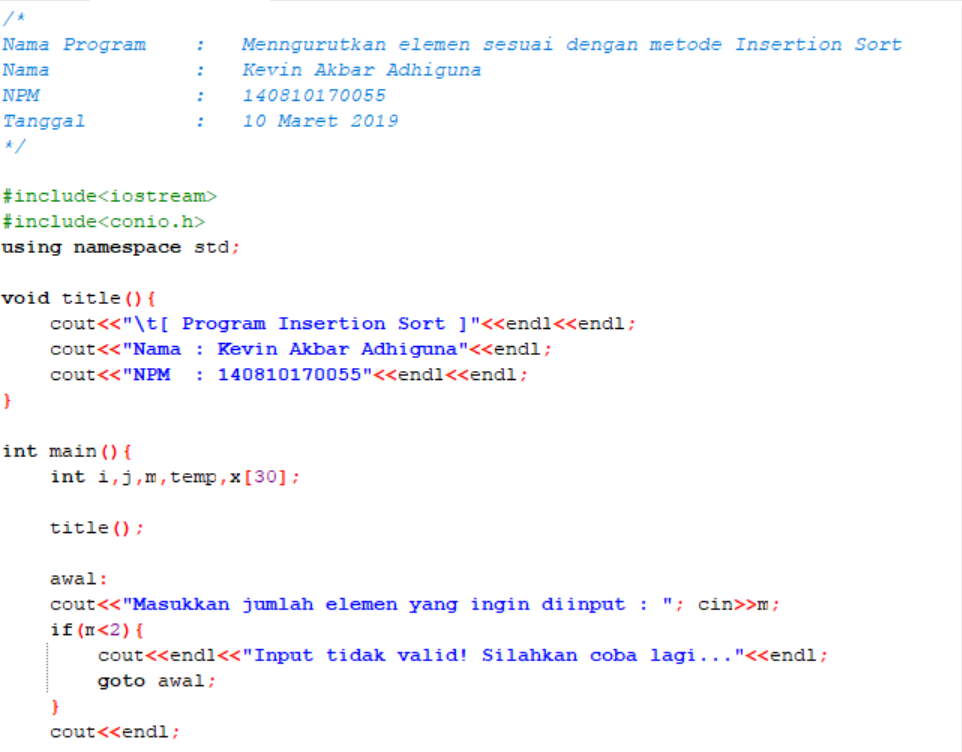 /*
Nama Program    :   Menngurutkan elemen sesuai dengan metode Insertion Sort
Nama            :   Kevin Akbar Adhiguna
NPM             :   140810170055
Tanggal         :   10 Maret 2019
*/

#include<iostream>
#include<conio.h>
using namespace std;

void title(){
    cout<<"\t[ Program Insertion Sort ]"<<endl<<endl;
    cout<<"Nama : Kevin Akbar Adhiguna"<<endl;
    cout<<"NPM  : 140810170055"<<endl<<endl;
}

int main(){
    int i,j,m,temp,x[30];

    title();

    awal:
    cout<<"Masukkan jumlah elemen yang ingin diinput : "; cin>>m;
    if(m<2){
        cout<<endl<<"Input tidak valid! Silahkan coba lagi..."<<endl;
        goto awal;
    }
    cout<<endl;